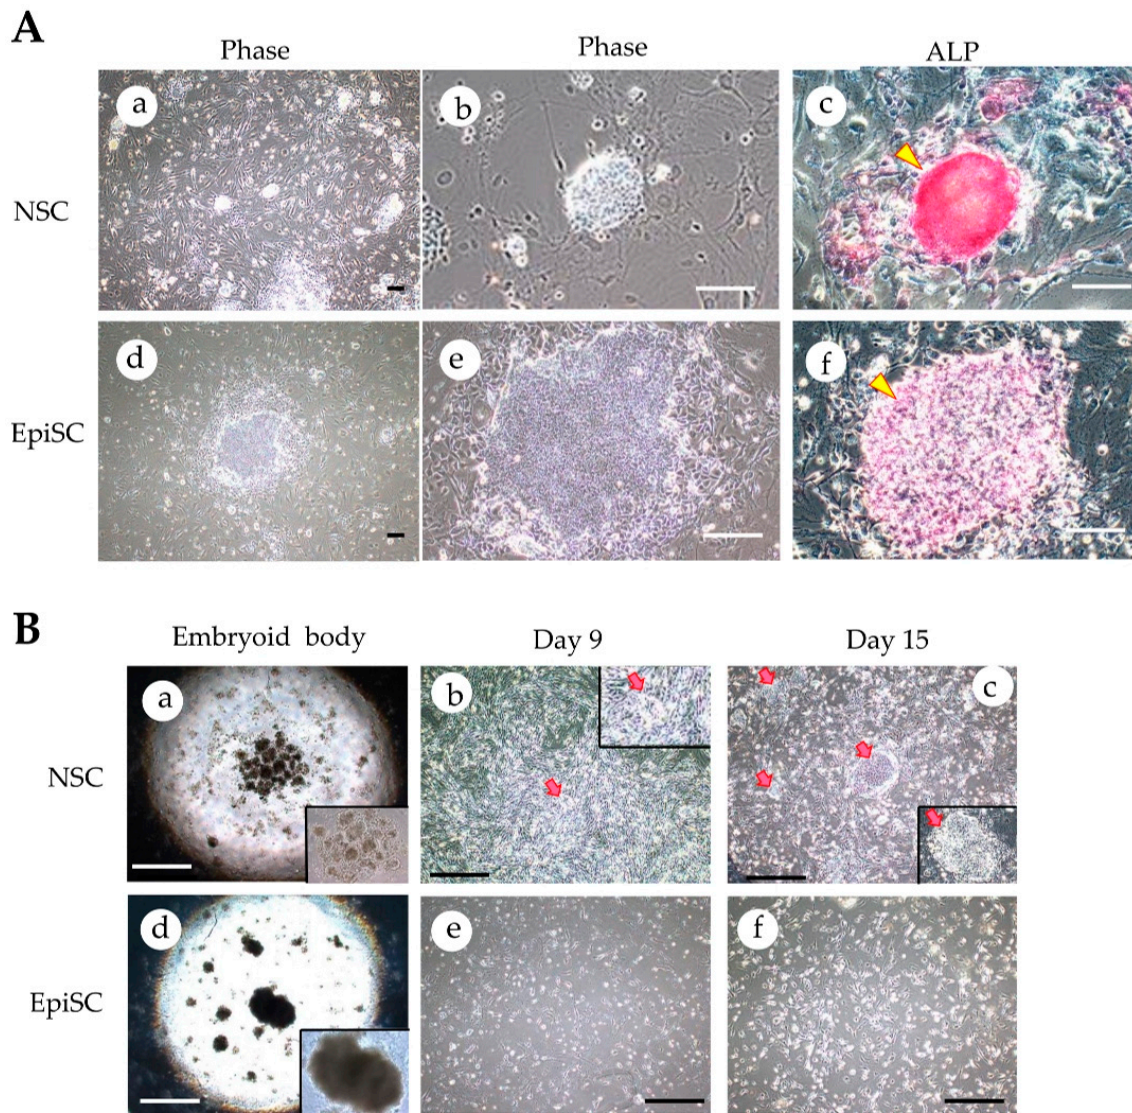 A
Phase Phase ALP
NSC
a b c
EpiSC
d e f
B
Embryoid body Day 9 Day 15
NSC
a b c
EpiSC
d e f